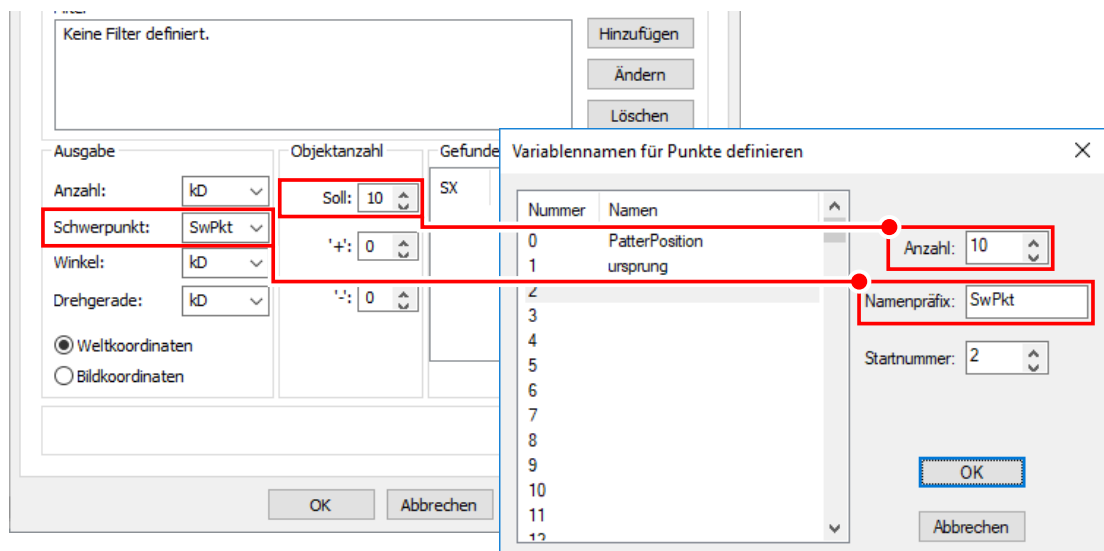 Filter
Keine Filter definiert.
Hinzufügen
Ändern
Löschen
Ausgabe
Anzahl: kD
Schwerpunkt: SwPkt
Winkel: kD
Drehgerade: kD
Weltkoordinaten
Bildkoordinaten
Objektanzahl
Soll: 10
'+': 0
'-': 0
SX
OK
Abbrechen
Variablennamen für Punkte definieren
Nummer Namen
0 PatterPosition
1 ursprung
2
3
4
5
6
7
8
9
10
11
12
Anzahl: 10
Namenpräfix: SwPkt
Startnummer: 2
OK
Abbrechen